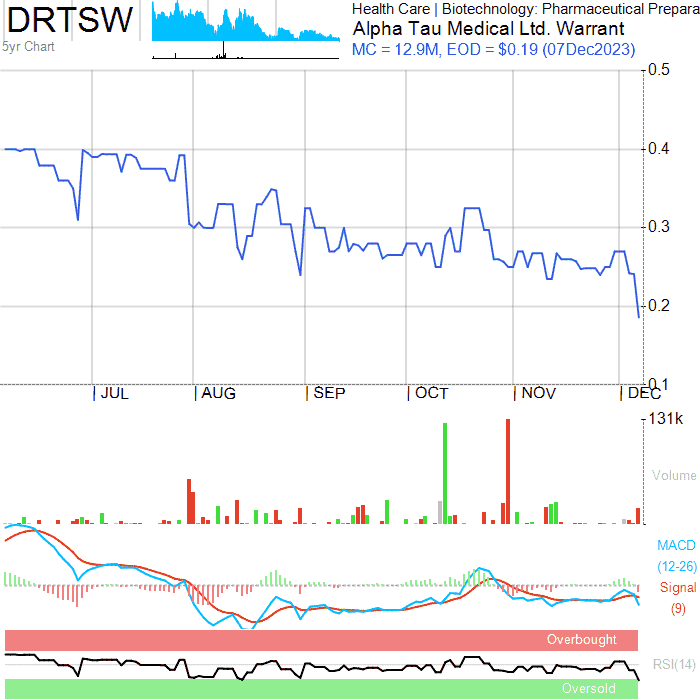 DRTSW
5yr Chart
Health Care | Biotechnology: Pharmaceutical Prepara
Alpha Tau Medical Ltd. Warrant
MC = 12.9M, EOD = $0.19 (07Dec2023)
0.5
0.4
0.3
0.2
0.1
JUL
AUG
SEP
OCT
NOV
DEC
131k
Volume
MACD
(12-26)
Signal
(9)
Overbought
RSI(14)
Oversold